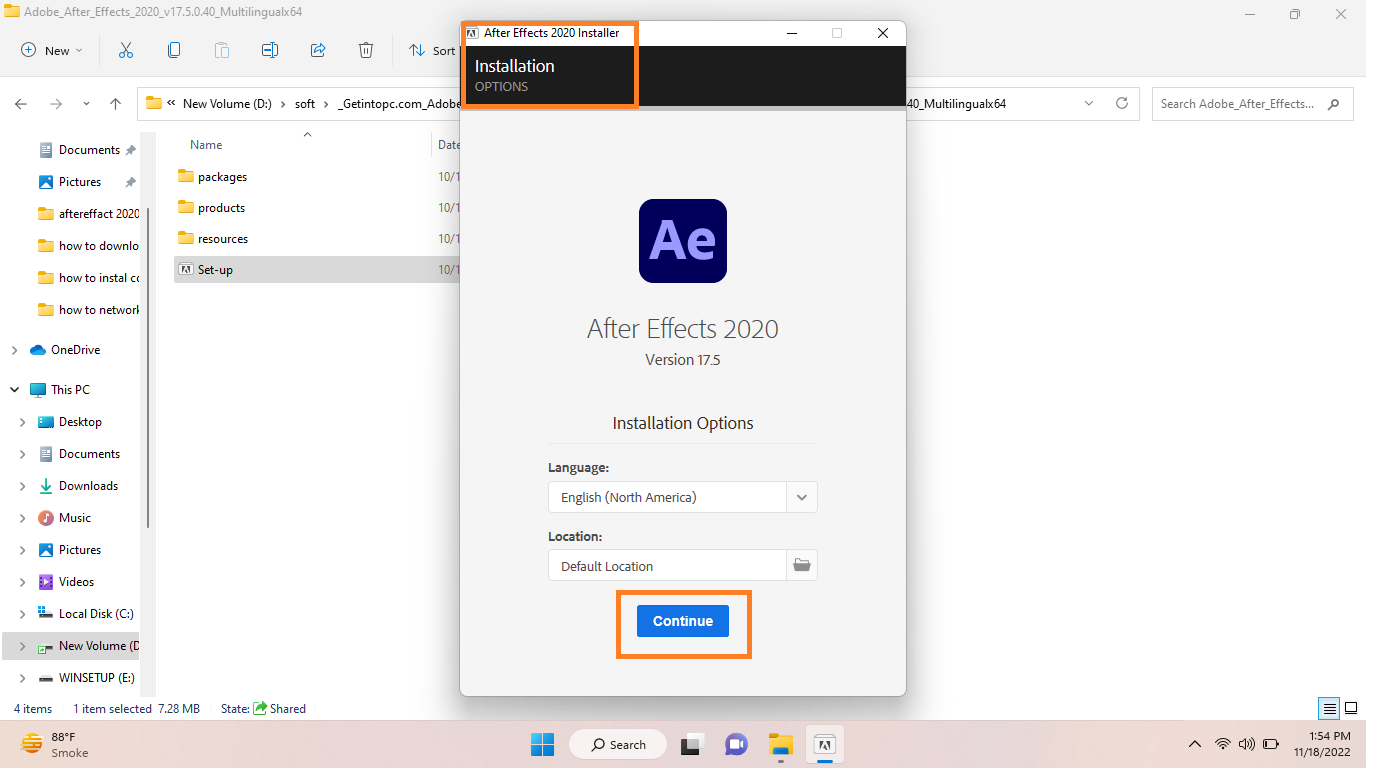 Adobe_After_Effects_2020_v17.5.0.40_Multilingualx64
New
Sort
New Volume (D:) > soft > _Getintopc.com_Adobe
40_Multilingualx64
Search Adobe_After_Effects...
Documents
Pictures
aftereffact 2020
how to downlo
how to instal co
how to network
OneDrive
This PC
Desktop
Documents
Downloads
Music
Pictures
Videos
Local Disk (C:)
New Volume (D
WINSETUP (E:)
Name
Date
packages
10/1
products
10/1
resources
10/1
Set-up
10/1
After Effects 2020 Installer
Installation
OPTIONS
Ae
After Effects 2020
Version 17.5
Installation Options
Language:
English (North America)
Location:
Default Location
Continue
4 items
1 item selected 7.28 MB
State: Shared
88°F
Smoke
Search
1:54 PM
11/18/2022